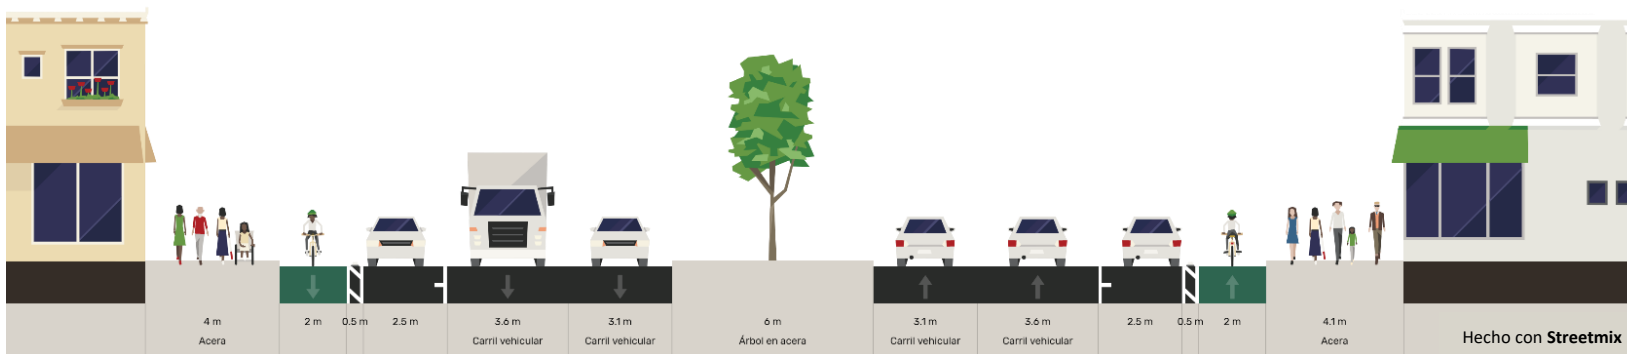 4 m
Acera
2 m
0.5 m
2.5 m
3.6 m
Carril vehicular
3.1 m
Carril vehicular
6 m
Árbol en acera
3.1 m
Carril vehicular
3.6 m
Carril vehicular
2.5 m
0.5 m
2 m
4.1 m
Acera
Hecho con Streetmix